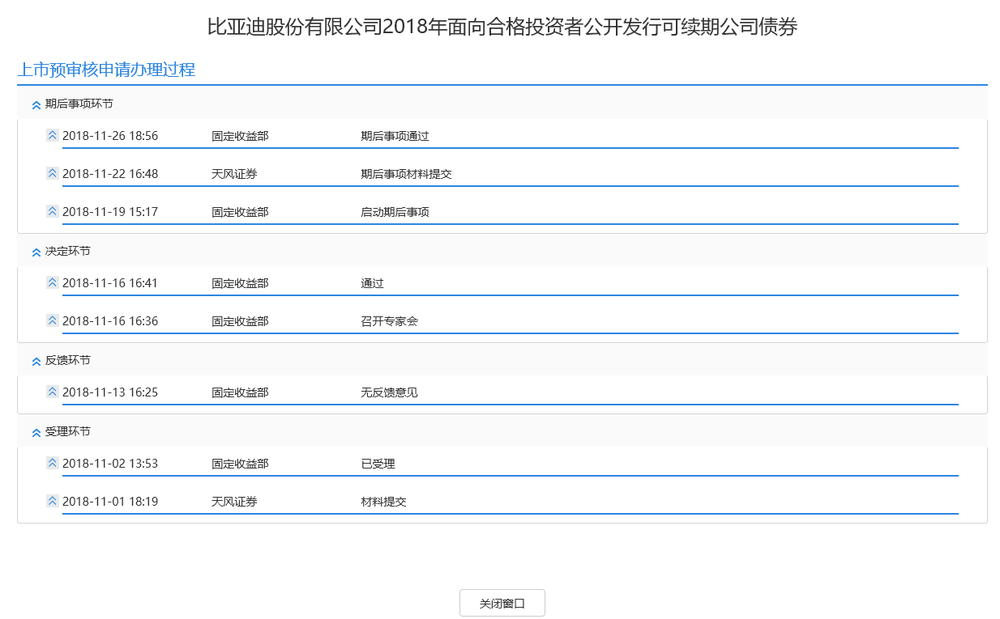 比亚迪股份有限公司2018年面向合格投资者公开发行可续期公司债券
上市预审核申请办理过程
期后事项环节
2018-11-26 18:56 固定收益部 期后事项通过
2018-11-22 16:48 天风证券 期后事项材料提交
2018-11-19 15:17 固定收益部 启动期后事项
决定环节
2018-11-16 16:41 固定收益部 通过
2018-11-16 16:36 固定收益部 召开专家会
反馈环节
2018-11-13 16:25 固定收益部 无反馈意见
受理环节
2018-11-02 13:53 固定收益部 已受理
2018-11-01 18:19 天风证券 材料提交
关闭窗口